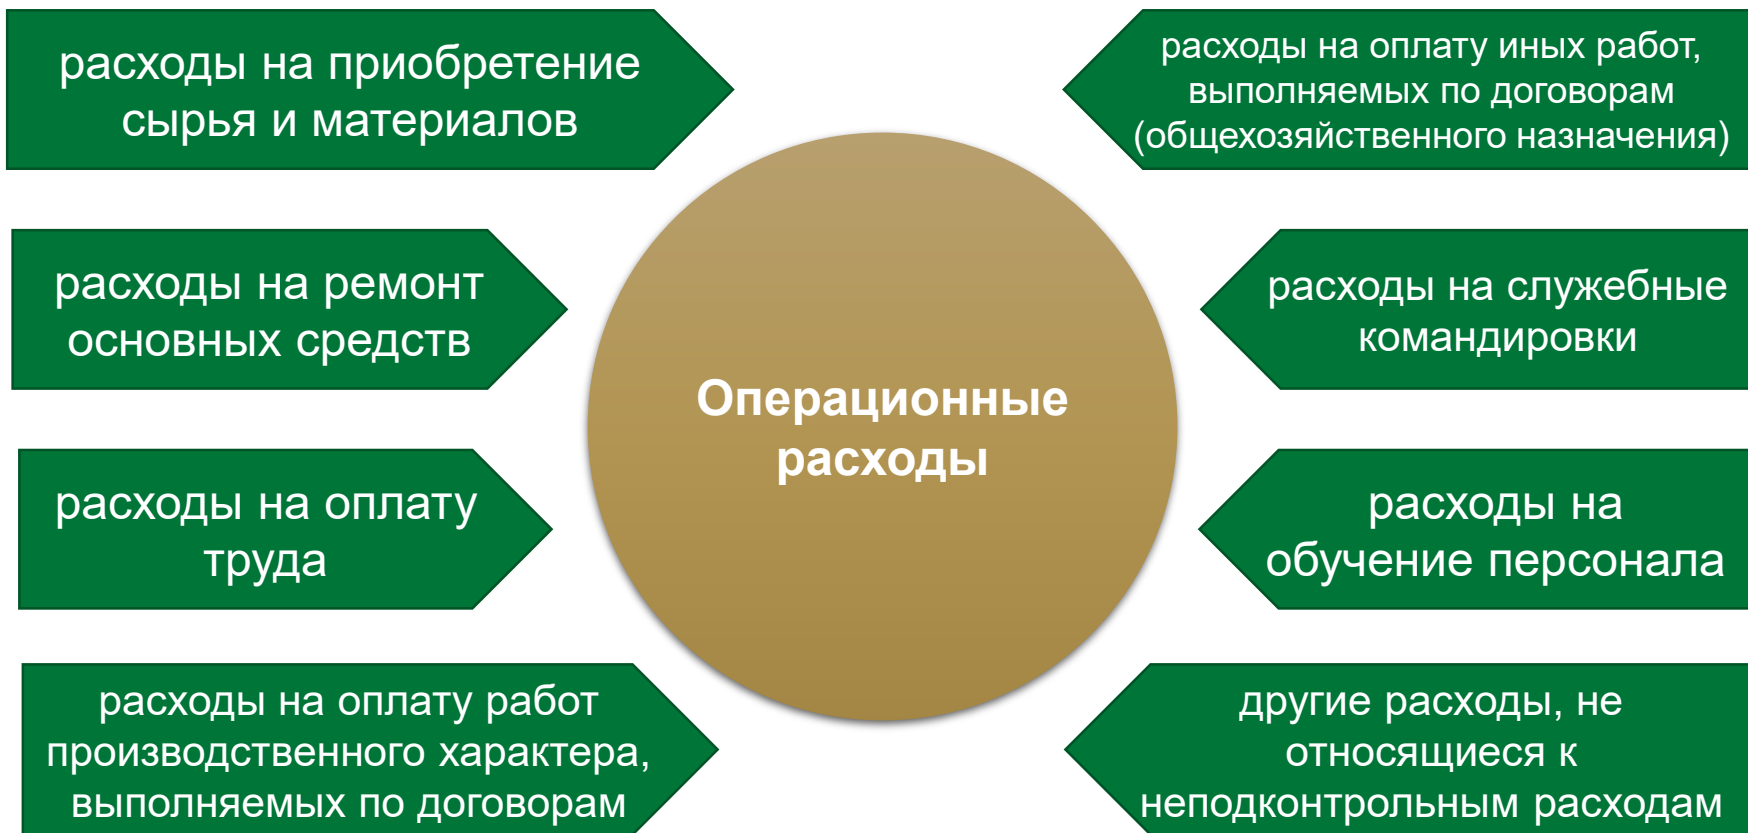 расходы на приобретение
сырья и материалов
расходы на ремонт
основных средств
расходы на оплату
труда
расходы на оплату работ
производственного характера,
выполняемых по договорам
Операционные
расходы
расходы на оплату иных работ,
выполняемых по договорам
(общехозяйственного назначения)
расходы на служебные
командировки
расходы на
обучение персонала
другие расходы, не
относящиеся к
неподконтрольным расходам